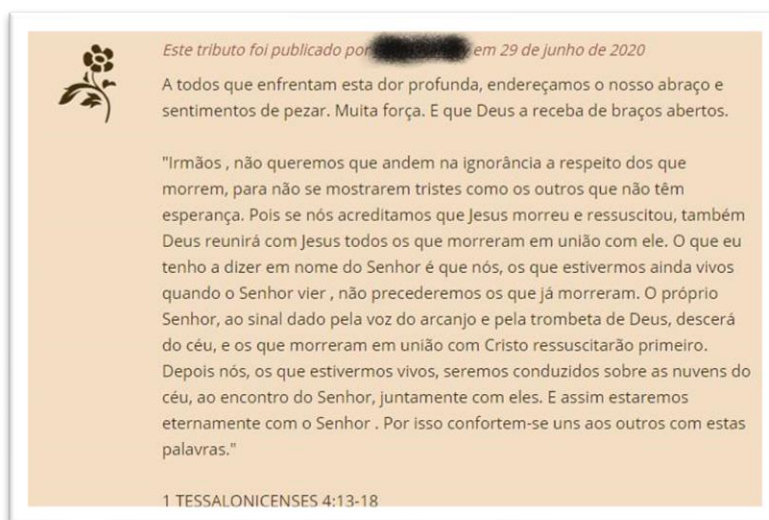 Este tributo foi publicado por em 29 de junho de 2020
A todos que enfrentam esta dor profunda, endereçamos o nosso abraço e
sentimentos de pezar. Muita força. E que Deus a receba de braços abertos.
"Irmãos , não queremos que andem na ignorância a respeito dos que
morrem, para não se mostrarem tristes como os outros que não têm
esperança. Pois se nós acreditamos que Jesus morreu e ressuscitou, também
Deus reunirá com Jesus todos os que morreram em união com ele. O que eu
tenho a dizer em nome do Senhor é que nós, os que estivermos ainda vivos
quando o Senhor vier , não precederemos os que já morreram. O próprio
Senhor, ao sinal dado pela voz do arcanjo e pela trombeta de Deus, descerá
do céu, e os que morreram em união com Cristo ressuscitarão primeiro.
Depois nós, os que estivermos vivos, seremos conduzidos sobre as nuvens do
céu, ao encontro do Senhor, juntamente com eles. E assim estaremos
eternamente com o Senhor . Por isso confortem-se uns aos outros com estas
palavras."
1 TESSALONICENSES 4:13-18